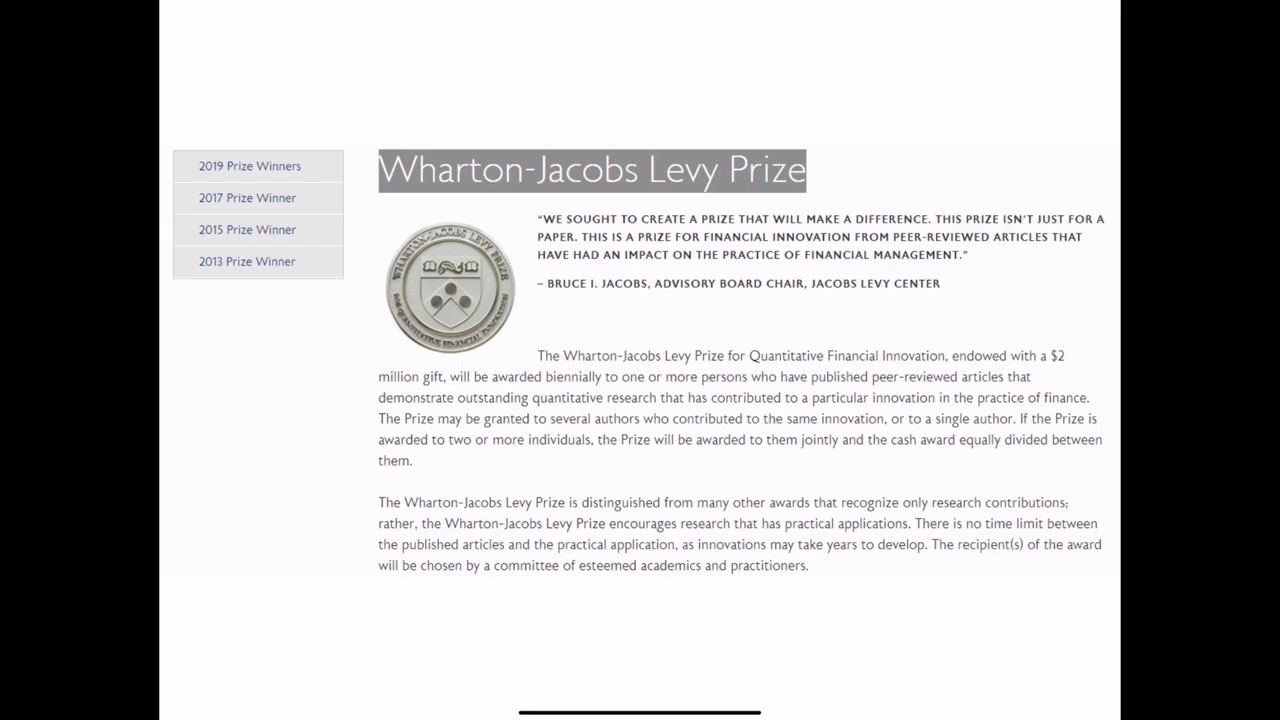 2019 Prize Winners
2017 Prize Winner
2015 Prize Winner
2013 Prize Winner
Wharton-Jacobs Levy Prize
WHARTON-JACOBS LEVY PRIZE
FOR QUANTITATIVE FINANCIAL INNOVATION
“WE SOUGHT TO CREATE A PRIZE THAT WILL MAKE A DIFFERENCE. THIS PRIZE ISN’T JUST FOR A
PAPER. THIS IS A PRIZE FOR FINANCIAL INNOVATION FROM PEER-REVIEWED ARTICLES THAT
HAVE HAD AN IMPACT ON THE PRACTICE OF FINANCIAL MANAGEMENT.”
– BRUCE I. JACOBS, ADVISORY BOARD CHAIR, JACOBS LEVY CENTER
The Wharton-Jacobs Levy Prize for Quantitative Financial Innovation, endowed with a $2
million gift, will be awarded biennially to one or more persons who have published peer-reviewed articles that
demonstrate outstanding quantitative research that has contributed to a particular innovation in the practice of finance.
The Prize may be granted to several authors who contributed to the same innovation, or to a single author. If the Prize is
awarded to two or more individuals, the Prize will be awarded to them jointly and the cash award equally divided between
them.
The Wharton-Jacobs Levy Prize is distinguished from many other awards that recognize only research contributions;
rather, the Wharton-Jacobs Levy Prize encourages research that has practical applications. There is no time limit between
the published articles and the practical application, as innovations may take years to develop. The recipient(s) of the award
will be chosen by a committee of esteemed academics and practitioners.